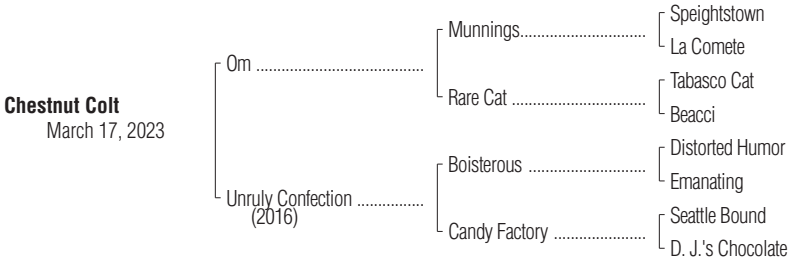 Chestnut Colt
March 17, 2023
Om ....................................
Unruly Confection ...............
(2016)
Munnings...........................
Rare Cat ............................
Boisterous .........................
Candy Factory ....................
Speightstown
La Comete
Tabasco Cat
Beacci
Distorted Humor
Emanating
Seattle Bound
D. J.'s Chocolate